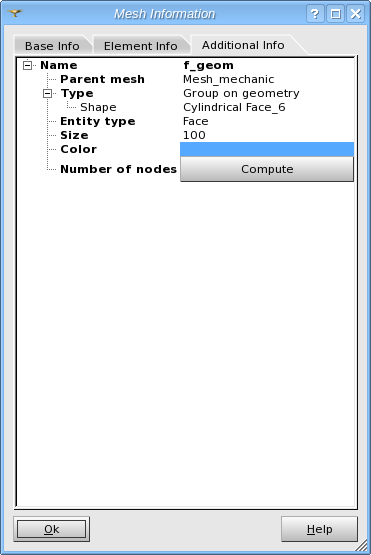 Mesh Information
Base Info Element Info Additional Info
Name f_geom
Parent mesh Mesh_mechanic
Type Group on geometry
Shape Cylindrical Face_6
Entity type Face
Size 100
Color
Number of nodes Compute
Ok Help